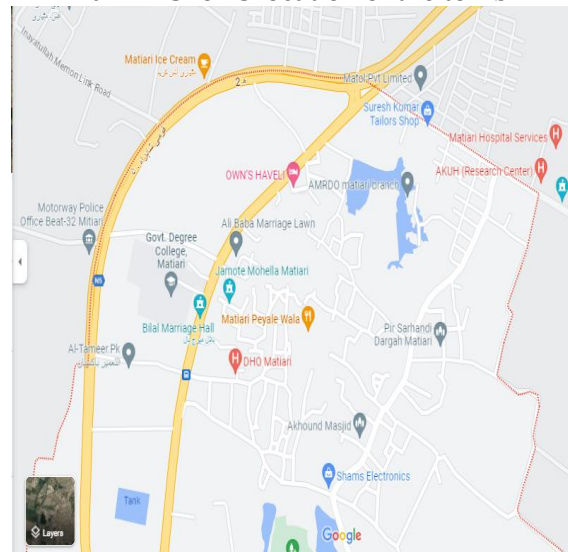 Inayatullah Memon Link Road
Matiari Ice Cream
Matol Pvt Limited
Suresh Kumar
Tailors Shop
Matiari Hospital Services
AKUH (Research Center)
OWN'S HAVELI
AMRDO matiari branch
Motorway Police
Office Beat-32 Mitiari
Ali Baba Marriage Lawn
Govt. Degree
College,
Matiari
Jamote Mohella Matiari
N5
Bilal Marriage Hall
Matiari Peyale Wala
Pir Sarhandi
Dargah Matiari
Al-Tameer.Pk
DHO Matiari
Akhound Masjid
Shams Electronics
Tank
Layers
Google